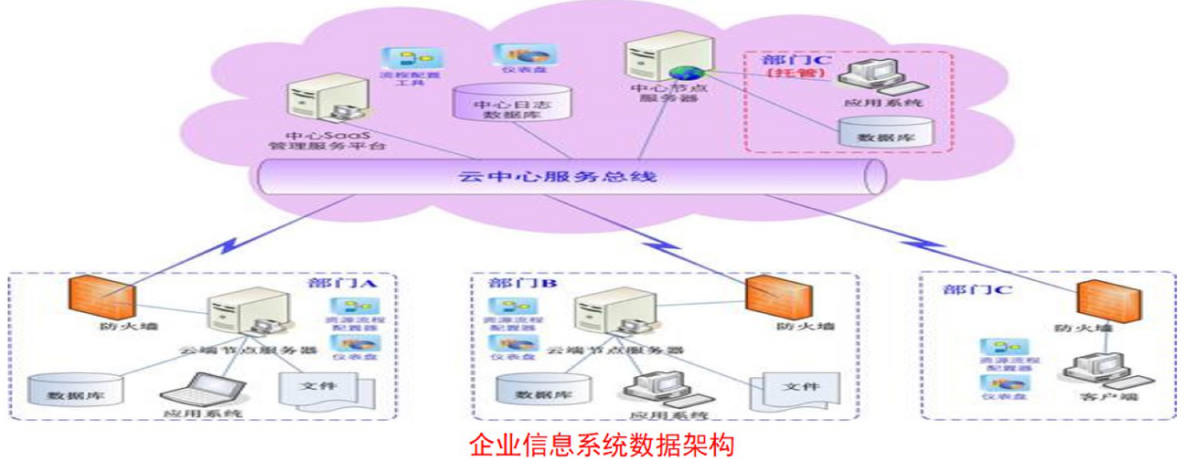 流程配置
工具
仪表盘
中心节点
服务器
部门C
(托管)
应用系统
数据库
中心日志
数据库
中心SaaS
管理服务平台
云中心服务总线
部门A
防火墙
云端节点服务器
资源流程
配置器
仪表盘
数据库
应用系统
文件
部门B
资源流程
配置器
仪表盘
云端节点服务器
防火墙
数据库
应用系统
文件
部门C
防火墙
资源流程
配置器
仪表盘
客户端
企业信息系统数据架构